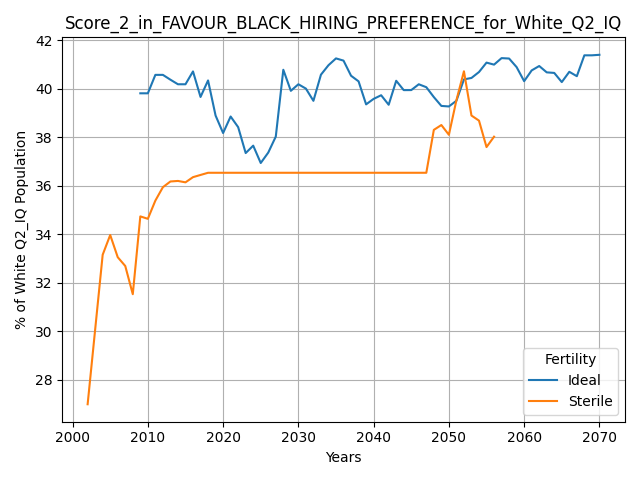 Score_2_in_FAVOUR_BLACK_HIRING_PREFERENCE_for_White_Q2_IQ
% of White Q2_IQ Population
42
40
38
36
34
32
30
28
2000 2010 2020 2030 2040 2050 2060 2070
Years
Fertility
Ideal
Sterile